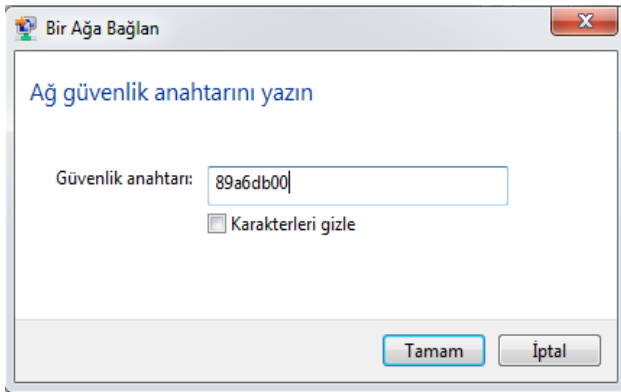 Bir Ağa Bağlan
Ağ güvenlik anahtarını yazın
Güvenlik anahtarı: 89a6db00
Karakterleri gizle
Tamam İptal